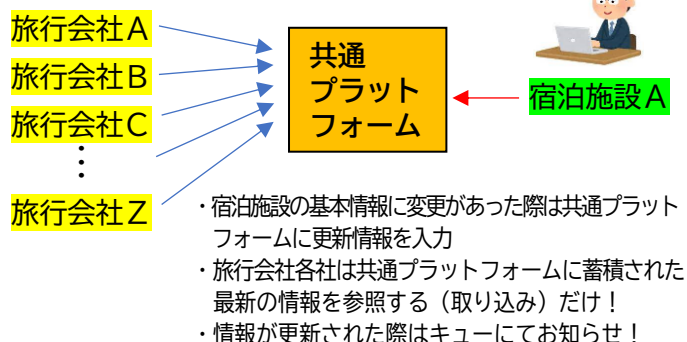 旅行会社A
旅行会社B
旅行会社C
⋮
旅行会社Z
共通
プラット
フォーム
宿泊施設A
・宿泊施設の基本情報に変更があった際は共通プラット
フォームに更新情報を入力
・旅行会社各社は共通プラットフォームに蓄積された
最新の情報を参照する（取り込み）だけ！
・情報が更新された際はキューにてお知らせ！